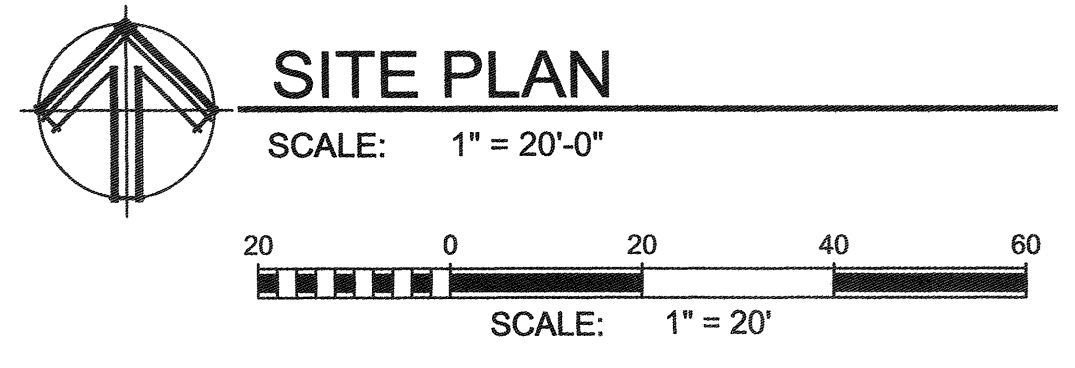 SITE PLAN
SCALE: 1" = 20'-0"
20 0 20 40 60
SCALE: 1" = 20'